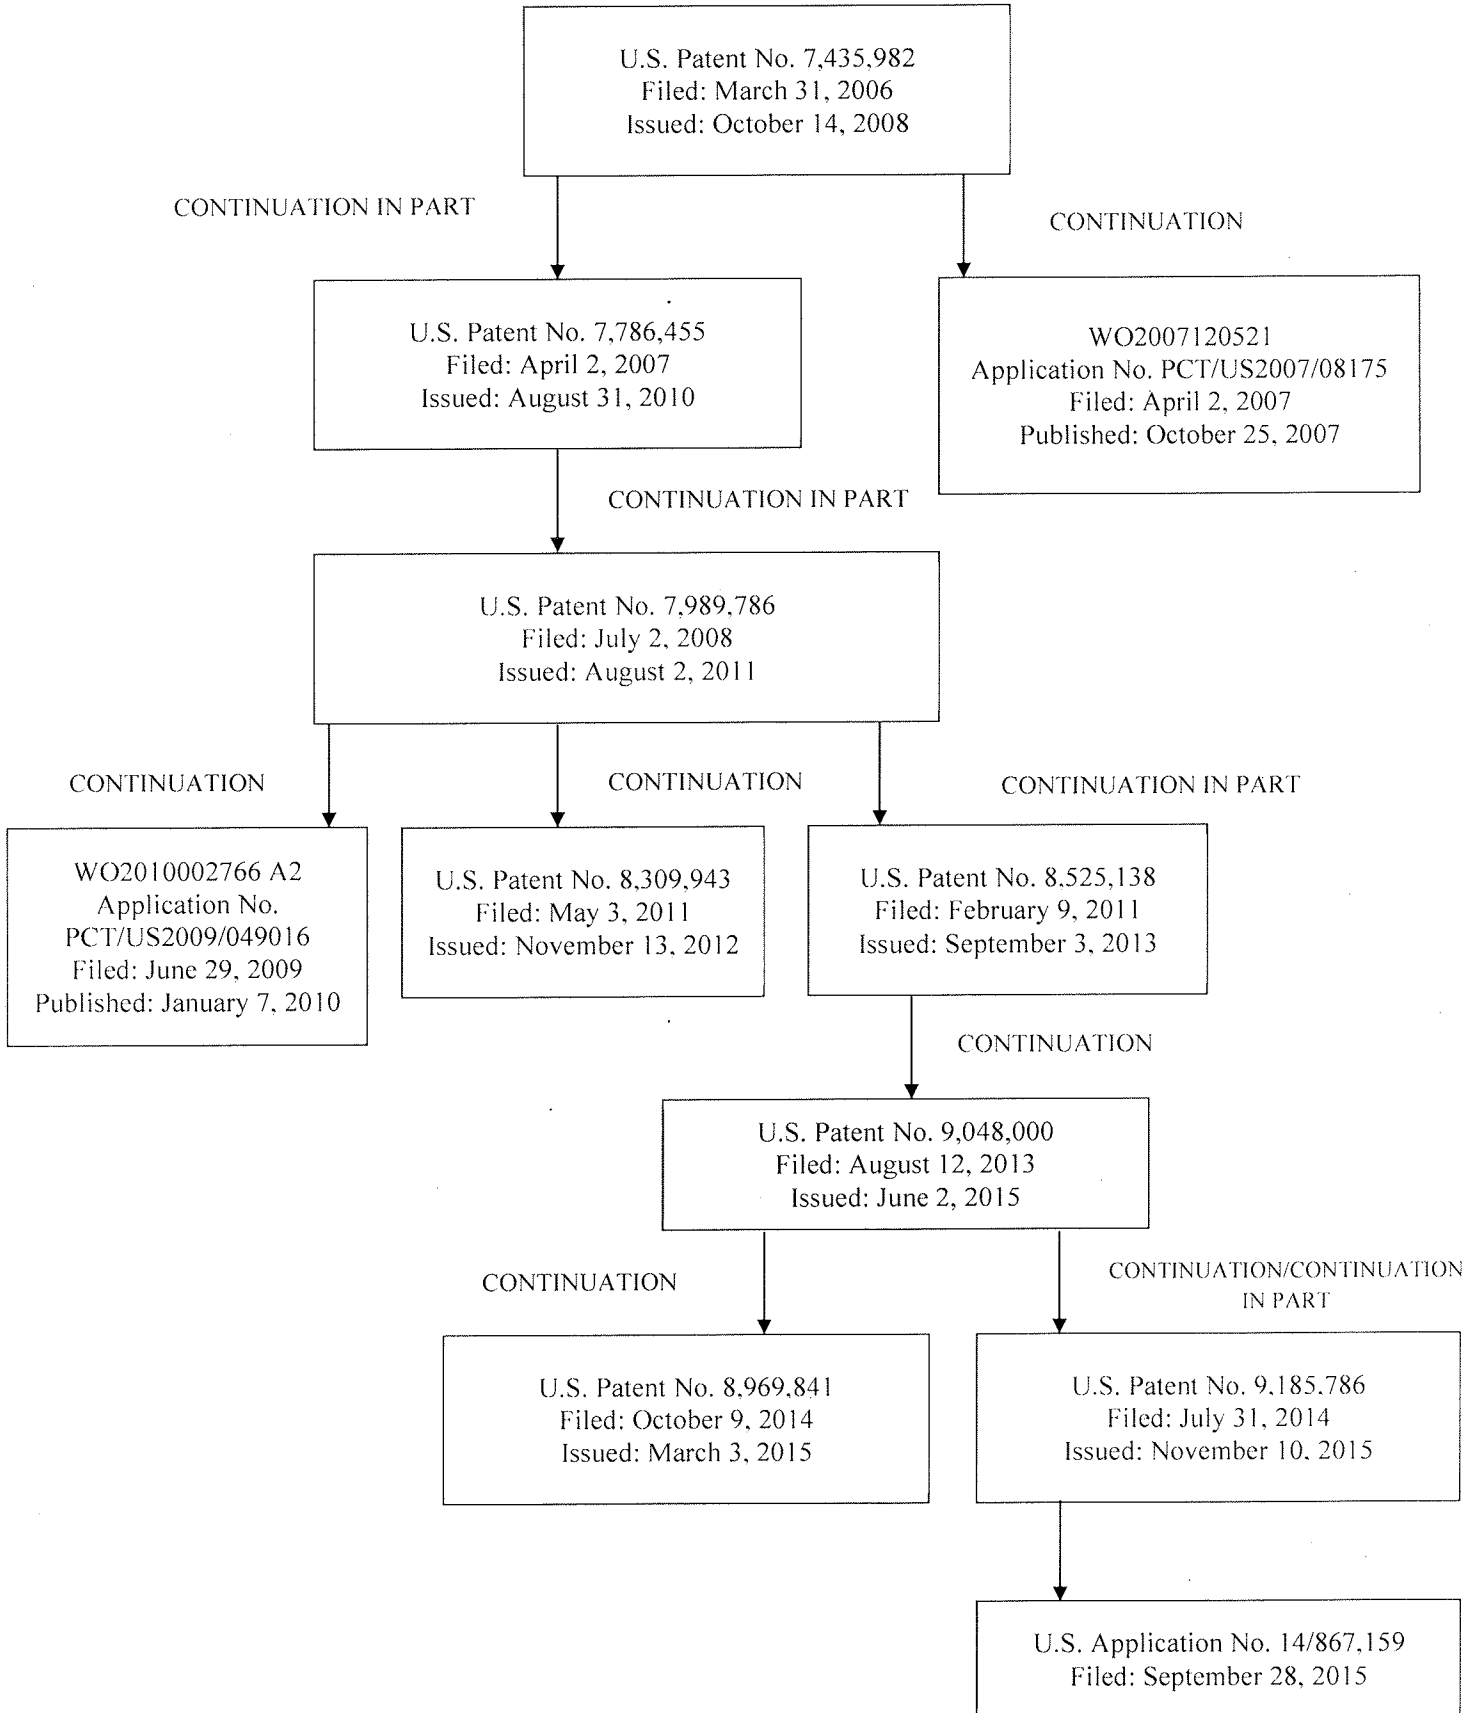 U.S. Patent No. 7,435,982
Filed: March 31, 2006
Issued: October 14, 2008
CONTINUATION IN PART
CONTINUATION
U.S. Patent No. 7,786,455
Filed: April 2, 2007
Issued: August 31, 2010
WO2007120521
Application No. PCT/US2007/08175
Filed: April 2, 2007
Published: October 25, 2007
CONTINUATION IN PART
U.S. Patent No. 7,989,786
Filed: July 2, 2008
Issued: August 2, 2011
CONTINUATION
CONTINUATION
CONTINUATION IN PART
WO2010002766 A2
Application No.
PCT/US2009/049016
Filed: June 29, 2009
Published: January 7, 2010
U.S. Patent No. 8,309,943
Filed: May 3, 2011
Issued: November 13, 2012
U.S. Patent No. 8,525,138
Filed: February 9, 2011
Issued: September 3, 2013
CONTINUATION
U.S. Patent No. 9,048,000
Filed: August 12, 2013
Issued: June 2, 2015
CONTINUATION
CONTINUATION/CONTINUATION
IN PART
U.S. Patent No. 8,969,841
Filed: October 9, 2014
Issued: March 3, 2015
U.S. Patent No. 9,185,786
Filed: July 31, 2014
Issued: November 10, 2015
U.S. Application No. 14/867,159
Filed: September 28, 2015